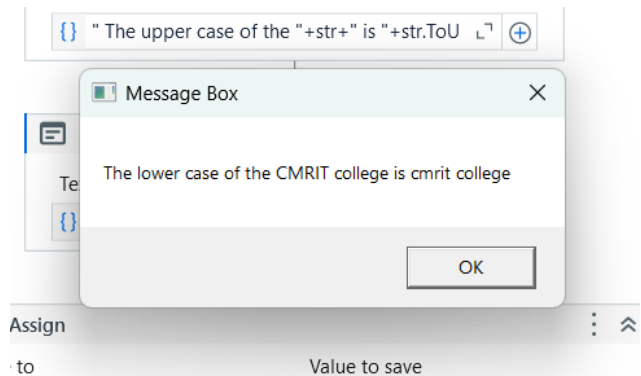 {} " The upper case of the "+str+" is "+str.ToU
Message Box
The lower case of the CMRIT college is cmrit college
Te
{}
OK
Assign
to
Value to save